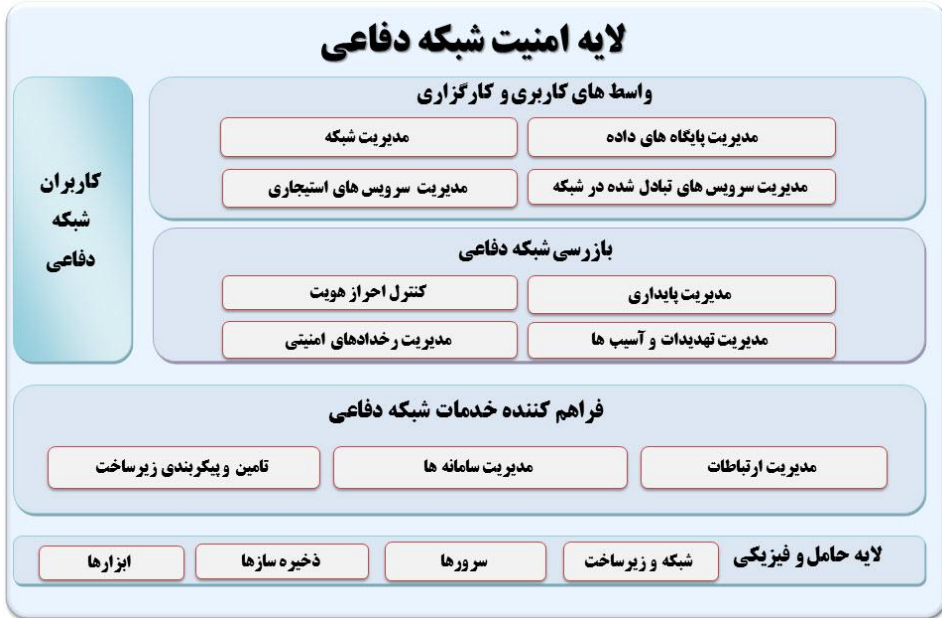 لایه امنیت شبکه دفاعی
واسط های کاربری و کارگزاری
مدیریت پایگاه های داده
مدیریت شبکه
مدیریت سرویس های تبادل شده در شبکه
مدیریت سرویس های استیجاری
کاربران
شبکه
دفاعی
بازرسی شبکه دفاعی
مدیریت پایداری
کنترل احراز هویت
مدیریت تهدیدات و آسیب ها
مدیریت رخدادهای امنیتی
فراهم کننده خدمات شبکه دفاعی
مدیریت ارتباطات
مدیریت سامانه ها
تامین وپیکربندی زیرساخت
لایه حامل و فیزیکی
شبکه و زیرساخت
سرورها
ذخیره سازها
ابزارها